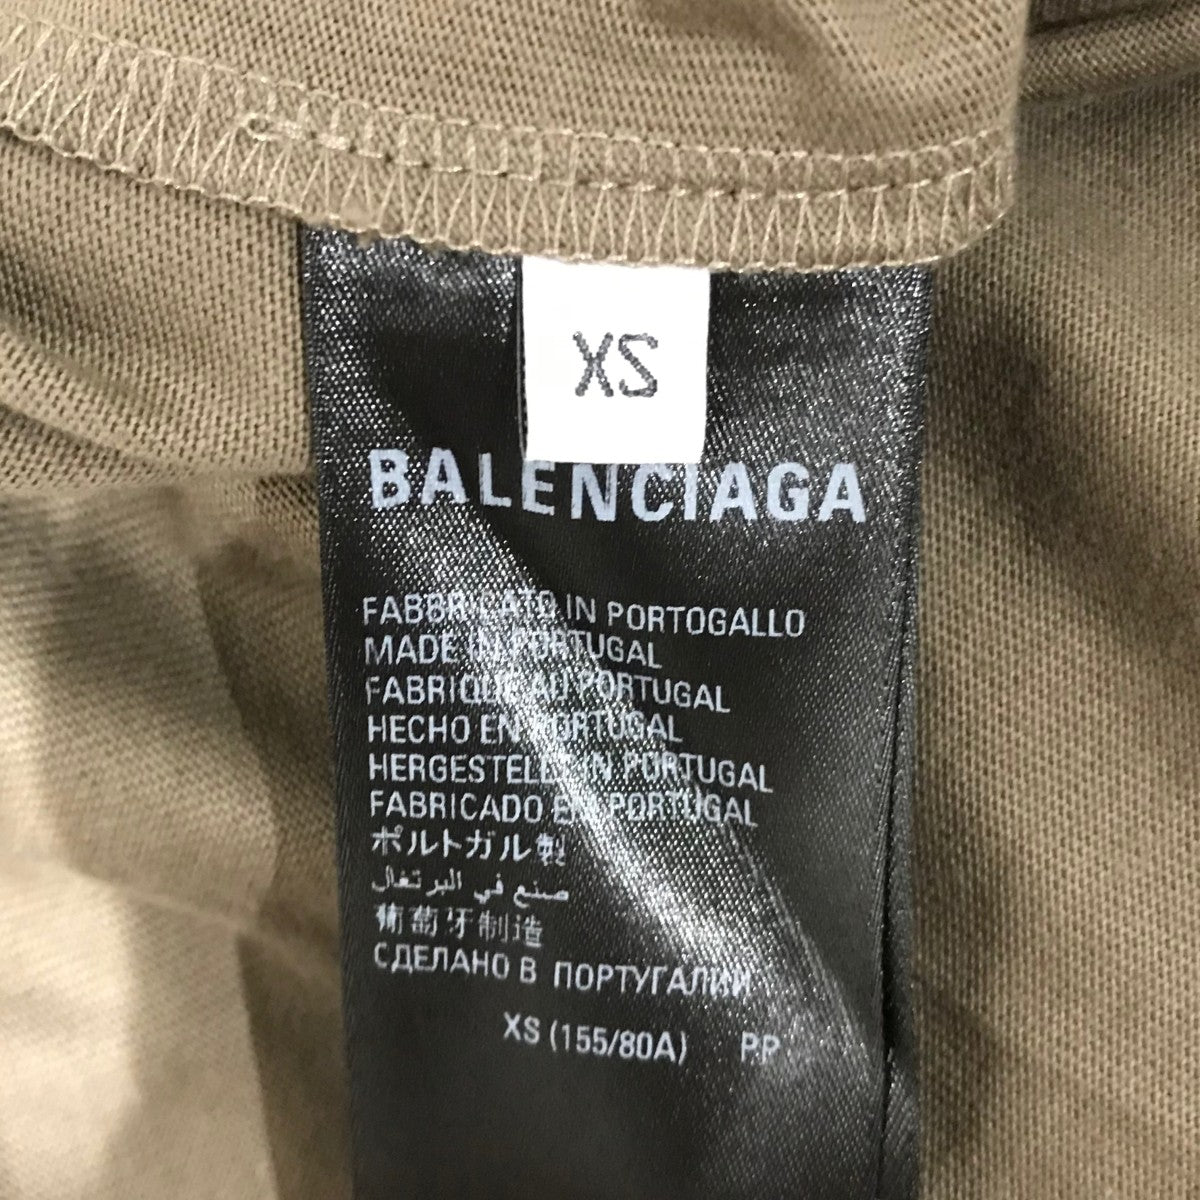 XS
BALENCIAGA
FABBRICATO IN PORTOGALLO
MADE IN PORTUGAL
FABRIQUE AU PORTUGAL
HECHO EN PORTUGAL
HERGESTELLT IN PORTUGAL
FABRICADO EM PORTUGAL
ポルトガル製
صنع في البرتغال
葡萄牙制造
СДЕЛАНО В ПОРТУГАЛИИ
XS (155/80A) PP